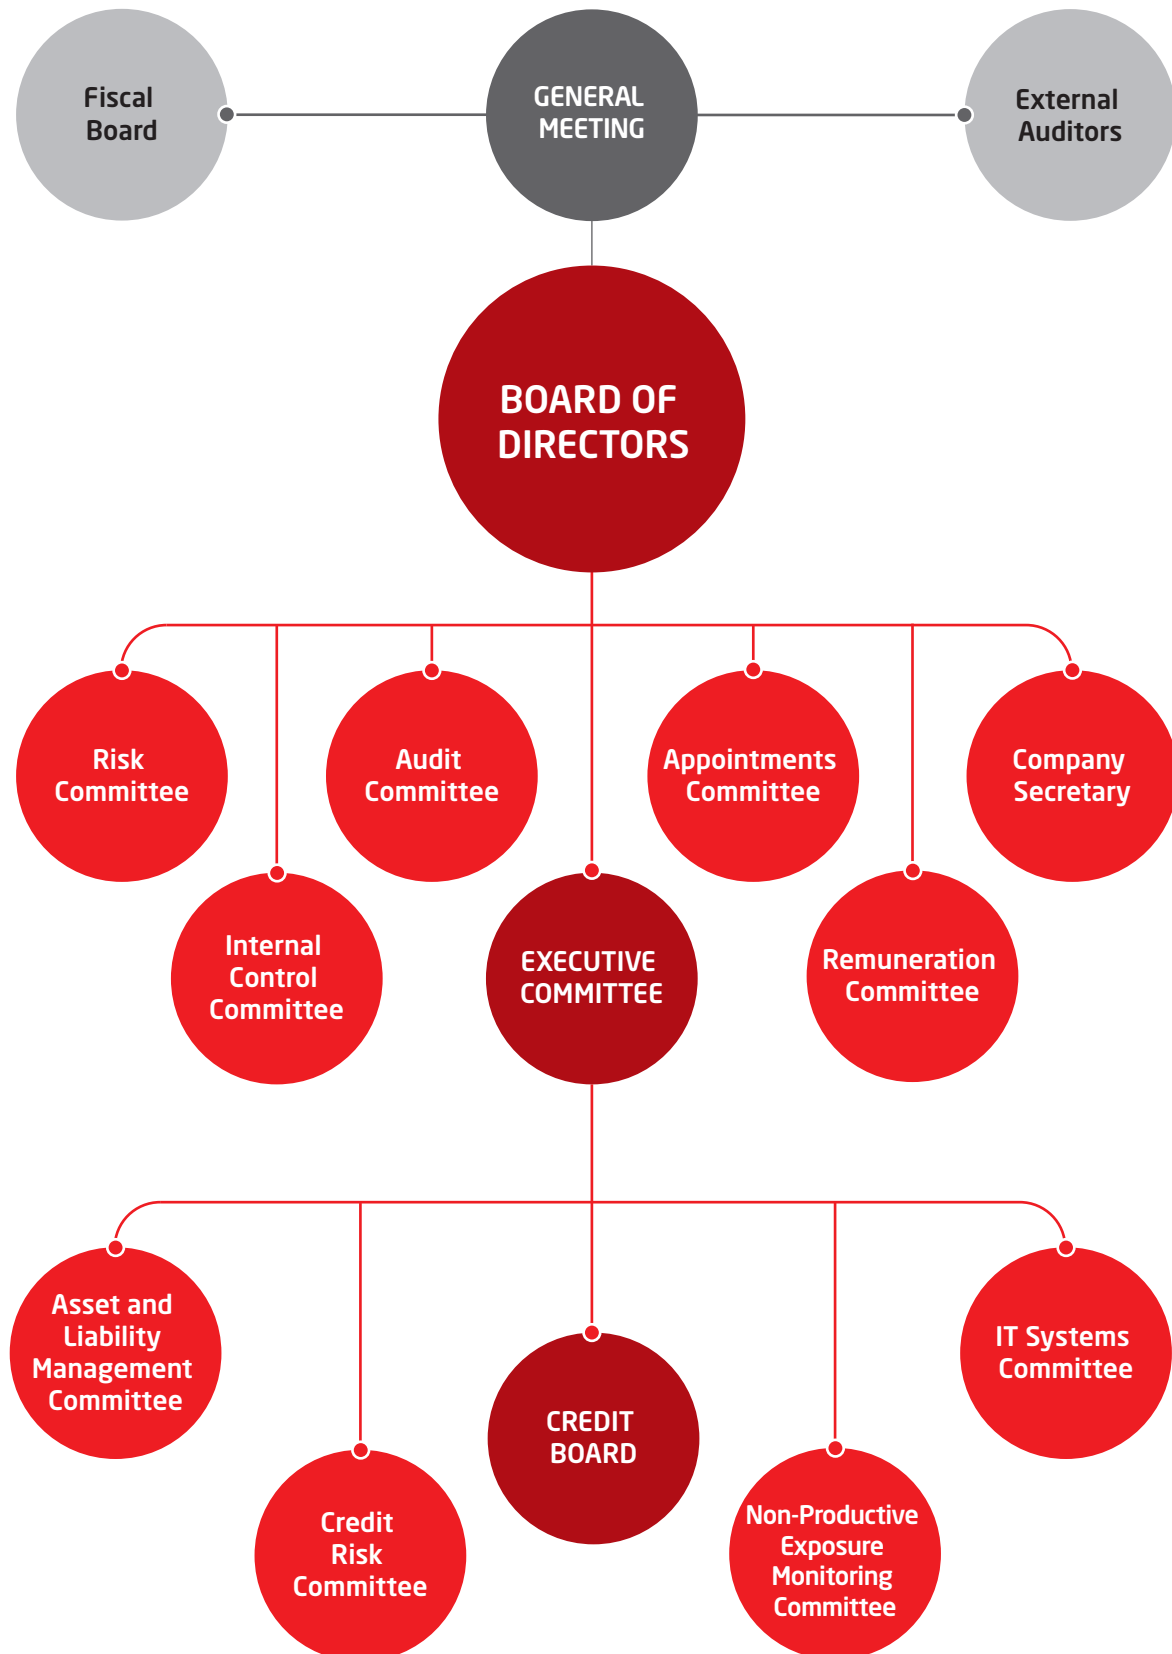 Fiscal
Board
GENERAL
MEETING
External
Auditors
BOARD OF
DIRECTORS
Risk
Committee
Audit
Committee
Appointments
Committee
Company
Secretary
Internal
Control
Committee
EXECUTIVE
COMMITTEE
Remuneration
Committee
Asset and
Liability
Management
Committee
IT Systems
Committee
CREDIT
BOARD
Credit
Risk
Committee
Non-Productive
Exposure
Monitoring
Committee